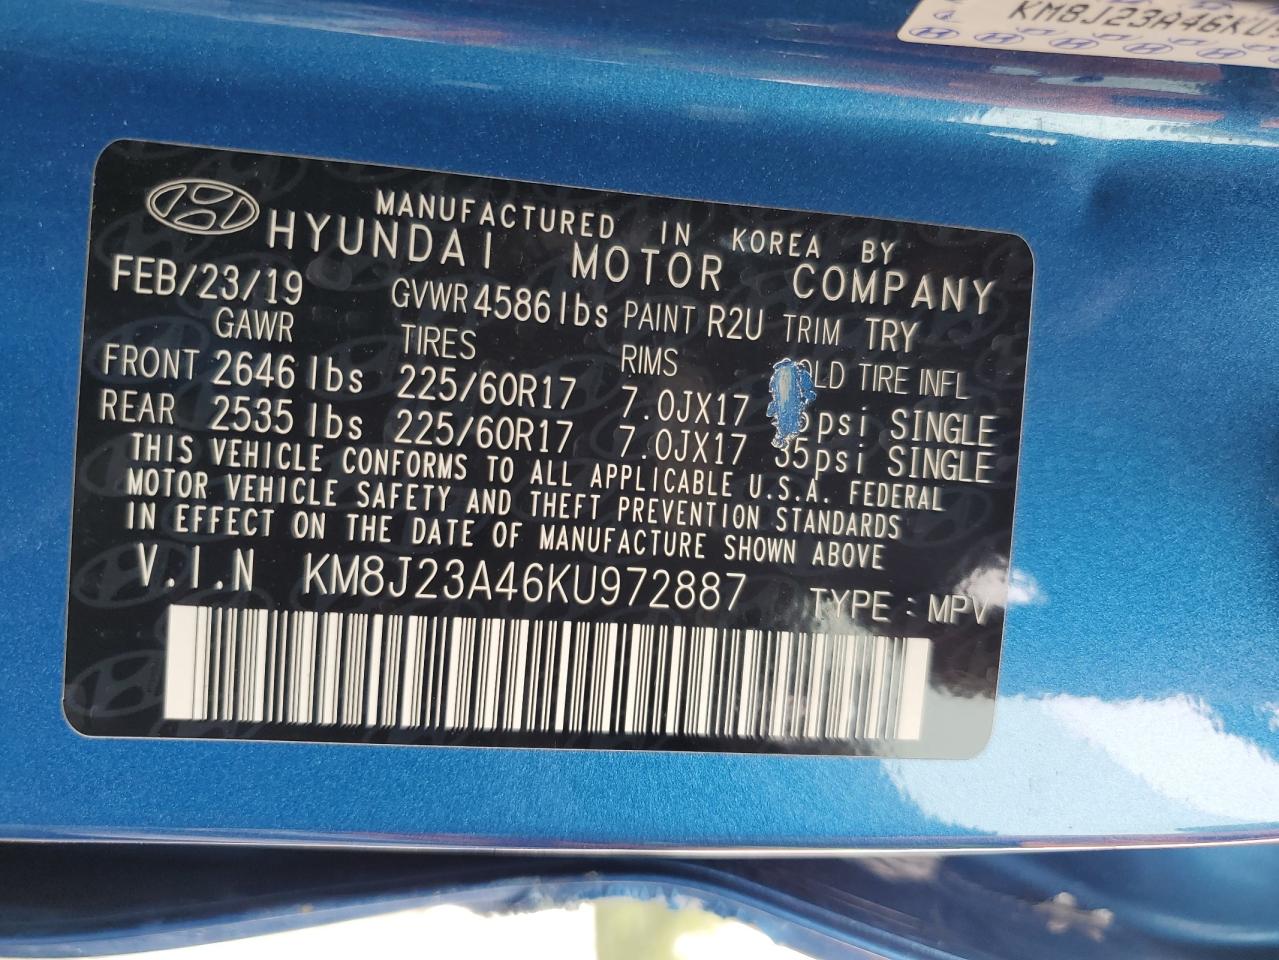 KM8J23A46KU
MANUFACTURED IN KOREA BY
HYUNDAI MOTOR COMPANY
FEB/23/19 GVWR 4586 lbs PAINT R2U TRIM TRY
GAWR TIRES RIMS TIRE INFL
FRONT 2646 lbs 225/60R17 7.0JX17 SINGLE
REAR 2535 lbs 225/60R17 7.0JX17 35psi SINGLE
THIS VEHICLE CONFORMS TO ALL APPLICABLE U.S.A. FEDERAL
MOTOR VEHICLE SAFETY AND THEFT PREVENTION STANDARDS
IN EFFECT ON THE DATE OF MANUFACTURE SHOWN ABOVE
V.I.N KM8J23A46KU972887 TYPE : MPV